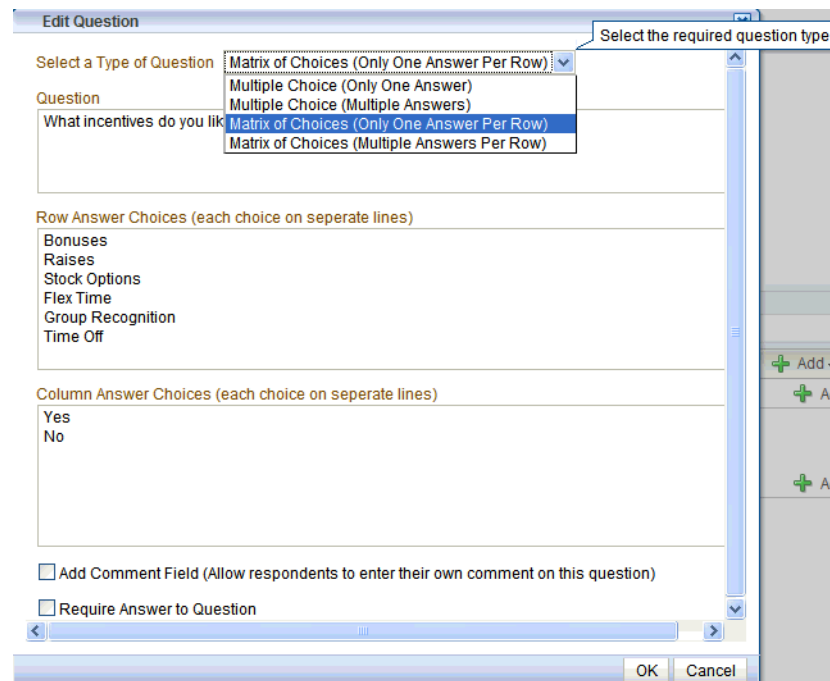 Edit Question
Select the required question type
Select a Type of Question Matrix of Choices (Only One Answer Per Row)
Multiple Choice (Only One Answer)
Multiple Choice (Multiple Answers)
Matrix of Choices (Only One Answer Per Row)
Matrix of Choices (Multiple Answers Per Row)
Question
What incentives do you lik
Row Answer Choices (each choice on seperate lines)
Bonuses
Raises
Stock Options
Flex Time
Group Recognition
Time Off
Add
A
Column Answer Choices (each choice on seperate lines)
Yes
No
A
Add Comment Field (Allow respondents to enter their own comment on this question)
Require Answer to Question
OK Cancel